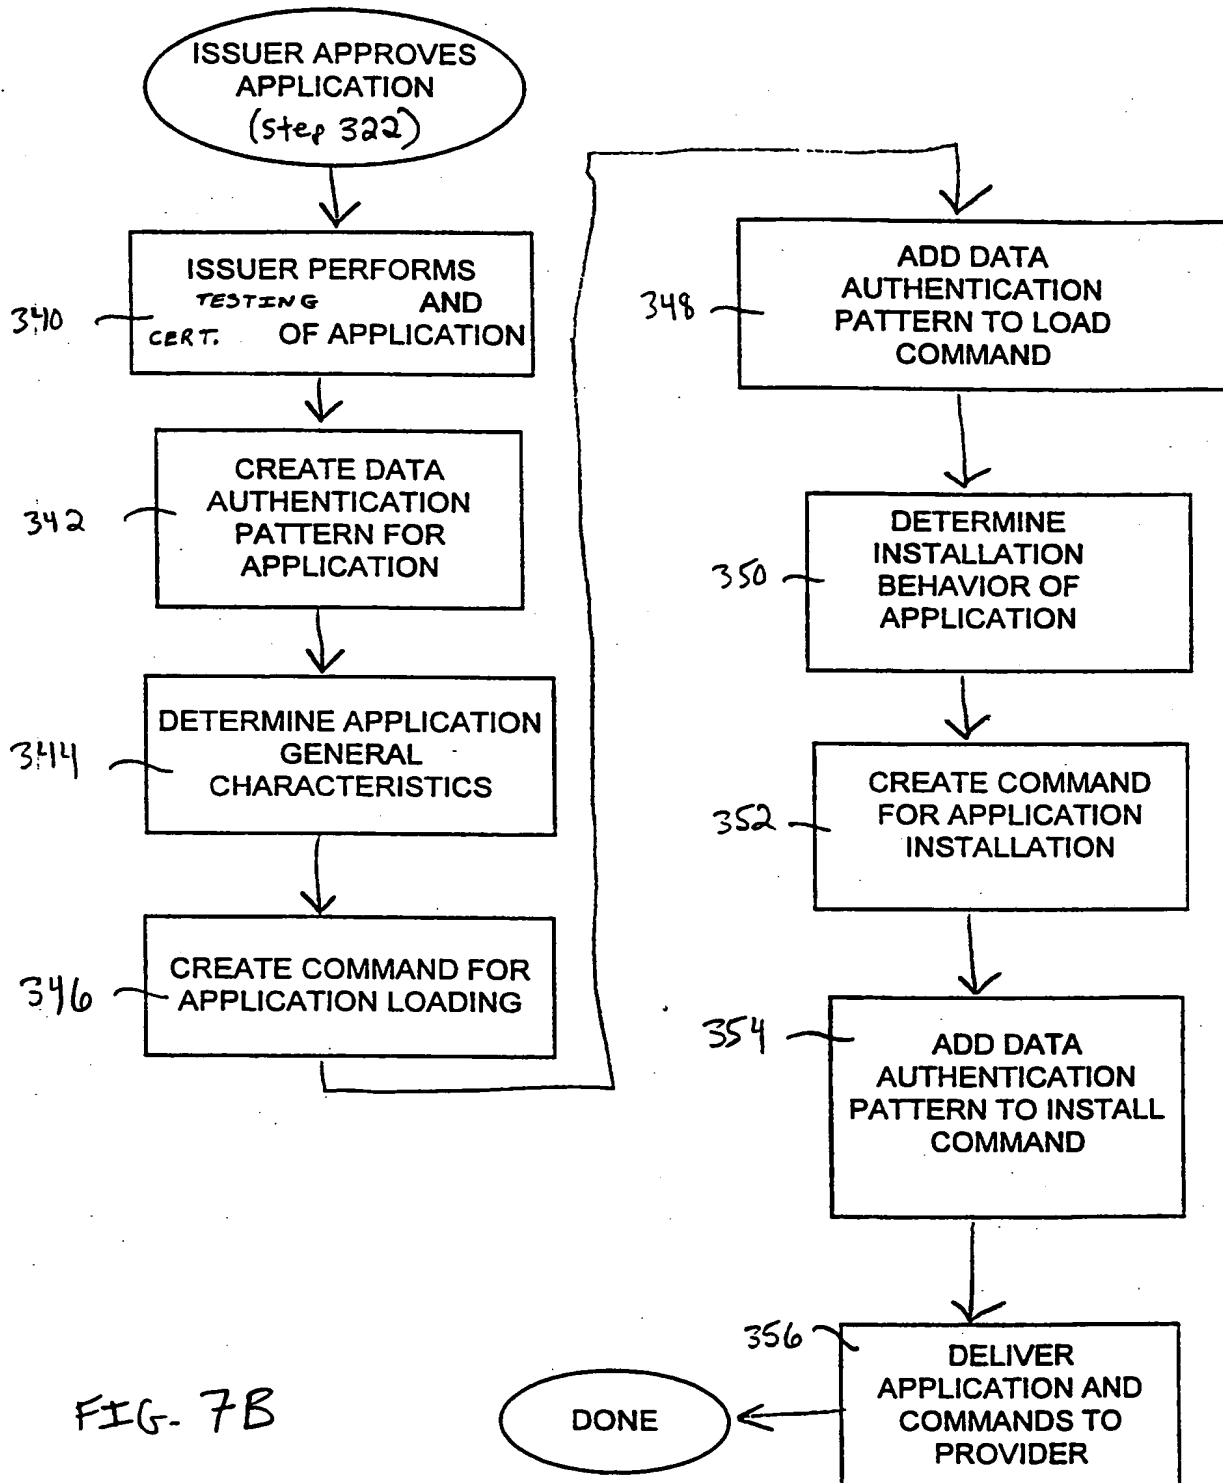 ISSUER APPROVES
APPLICATION
(step 322)
340
ISSUER PERFORMS
TESTING AND
CERT. OF APPLICATION
342
CREATE DATA
AUTHENTICATION
PATTERN FOR
APPLICATION
344
DETERMINE APPLICATION
GENERAL
CHARACTERISTICS
346
CREATE COMMAND FOR
APPLICATION LOADING
348
ADD DATA
AUTHENTICATION
PATTERN TO LOAD
COMMAND
350
DETERMINE
INSTALLATION
BEHAVIOR OF
APPLICATION
352
CREATE COMMAND
FOR APPLICATION
INSTALLATION
354
ADD DATA
AUTHENTICATION
PATTERN TO INSTALL
COMMAND
356
DELIVER
APPLICATION AND
COMMANDS TO
PROVIDER
DONE
FIG. 7B